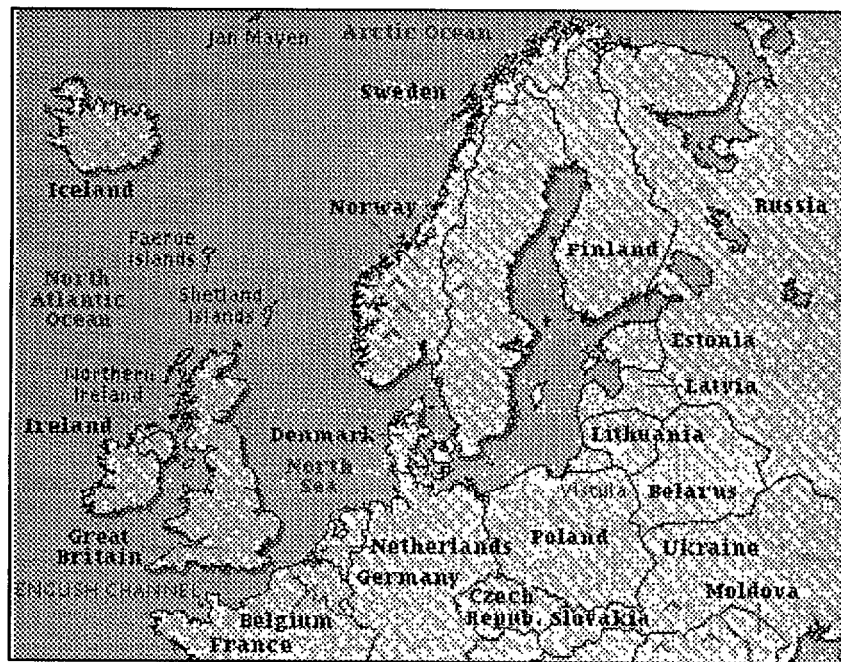 Jan Mayen
Arctic Ocean
Sweden
Iceland
Norway
Russia
Faeroe
Islands
Finland
North
Atlantic
Ocean
Shetland
Islands
Estonia
Northern
Ireland
Latvia
Ireland
Denmark
Lithuania
North
Sea
Vistula
Belarus
Great
Britain
Netherlands
Poland
Ukraine
ENGLISH CHANNEL
Germany
Czech
Repub.
Slovakia
Moldova
Belgium
France